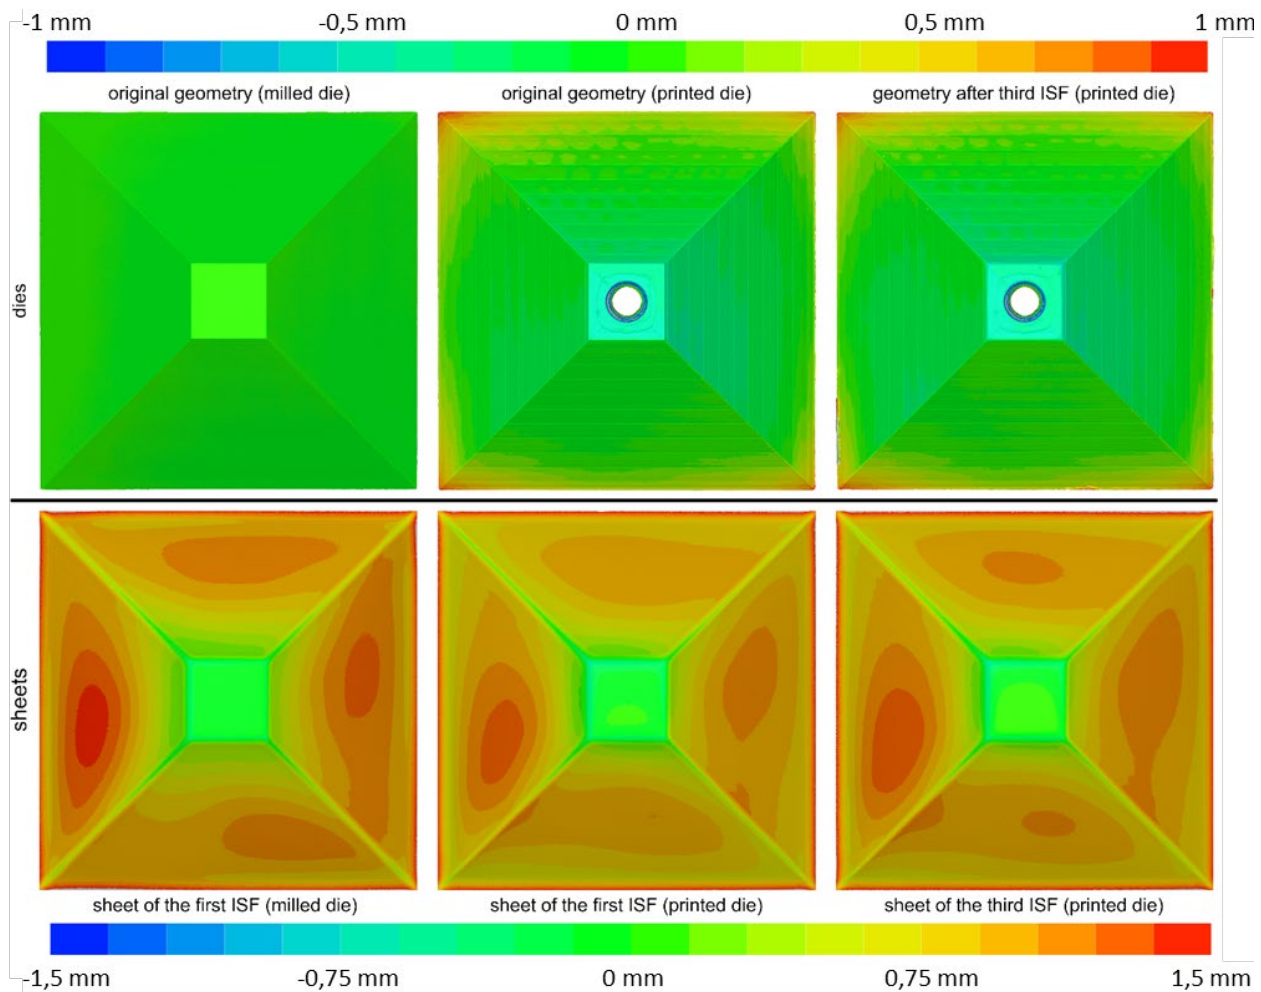 -1 mm -0,5 mm 0 mm 0,5 mm 1 mm
original geometry (milled die) original geometry (printed die) geometry after third ISF (printed die)
dies
sheets
sheet of the first ISF (milled die) sheet of the first ISF (printed die) sheet of the third ISF (printed die)
-1,5 mm -0,75 mm 0 mm 0,75 mm 1,5 mm